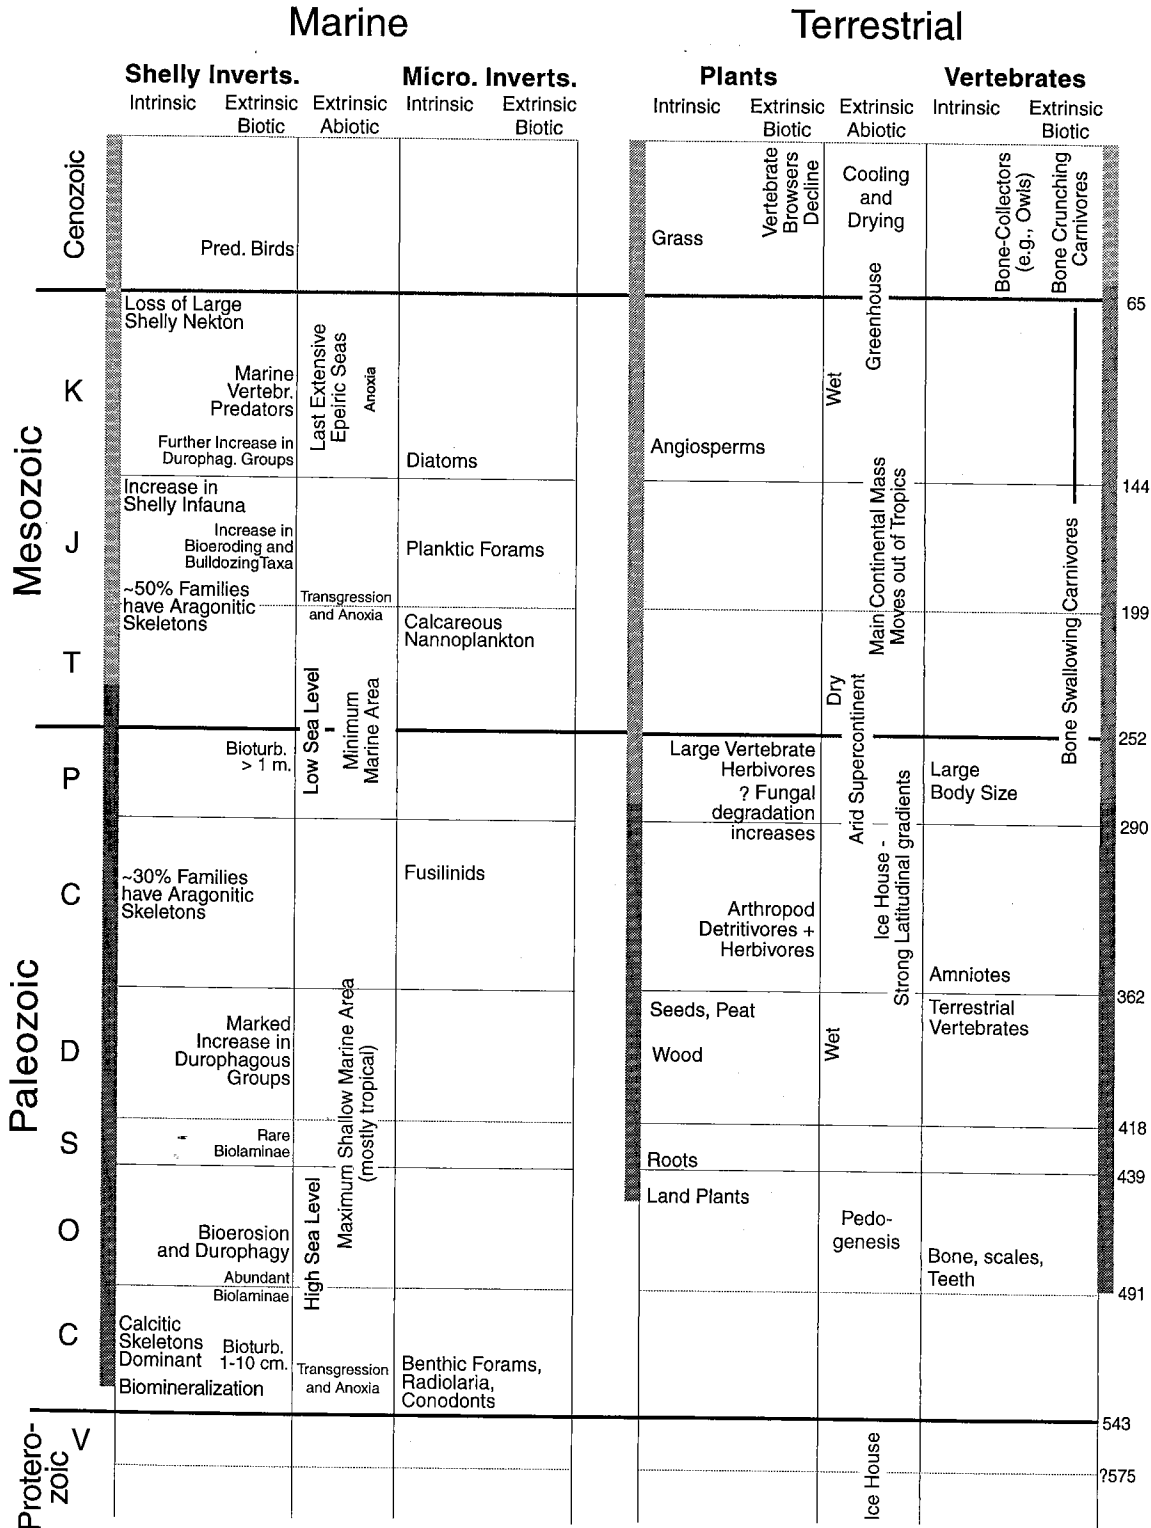 Marine
Terrestrial
Shelly Inverts.
Micro. Inverts.
Plants
Vertebrates
Intrinsic
Extrinsic
Biotic
Extrinsic
Abiotic
Intrinsic
Extrinsic
Biotic
Intrinsic
Extrinsic
Biotic
Extrinsic
Abiotic
Intrinsic
Extrinsic
Biotic
Cenozoic
Pred. Birds
Grass
Vertebrate
Browsers
Decline
Cooling
and
Drying
Bone-Collectors
(e.g., Owls)
Bone Crunching
Carnivores
Mesozoic
K
Loss of Large
Shelly Nekton
Marine
Vertebr.
Predators
Further Increase in
Durophag. Groups
Last Extensive
Epeiric Seas
Anoxia
Diatoms
Angiosperms
Wet
Greenhouse
65
J
Increase in
Shelly Infauna
Increase in
Bioeroding and
Bulldozing Taxa
~50% Families
have Aragonitic
Skeletons
Transgression
and Anoxia
Planktic Forams
Main Continental Mass
Moves out of Tropics
144
T
Calcareous
Nannoplankton
Low Sea Level
Minimum
Marine Area
Dry
Arid Supercontinent
Bone Swallowing Carnivores
199
Paleozoic
P
Bioturb.
> 1 m.
Large Vertebrate
Herbivores
? Fungal
degradation
increases
Large
Body Size
252
C
~30% Families
have Aragonitic
Skeletons
Fusilinids
Arthropod
Detritivores +
Herbivores
Ice House -
Strong Latitudinal gradients
Amniotes
290
D
Marked
Increase in
Durophagous
Groups
Maximum Shallow Marine Area
(mostly tropical)
Seeds, Peat
Wood
Wet
Terrestrial
Vertebrates
362
S
Rare
Biolaminae
Roots
418
O
Bioerosion
and Durophagy
Abundant
Biolaminae
High Sea Level
Land Plants
Pedo-
genesis
Bone, scales,
Teeth
439
C
Calcitic
Skeletons
Dominant
Bioturb.
1-10 cm.
Biomineralization
Transgression
and Anoxia
Benthic Forams,
Radiolaria,
Conodonts
491
Protero-
zoic
V
Ice House
543
?575